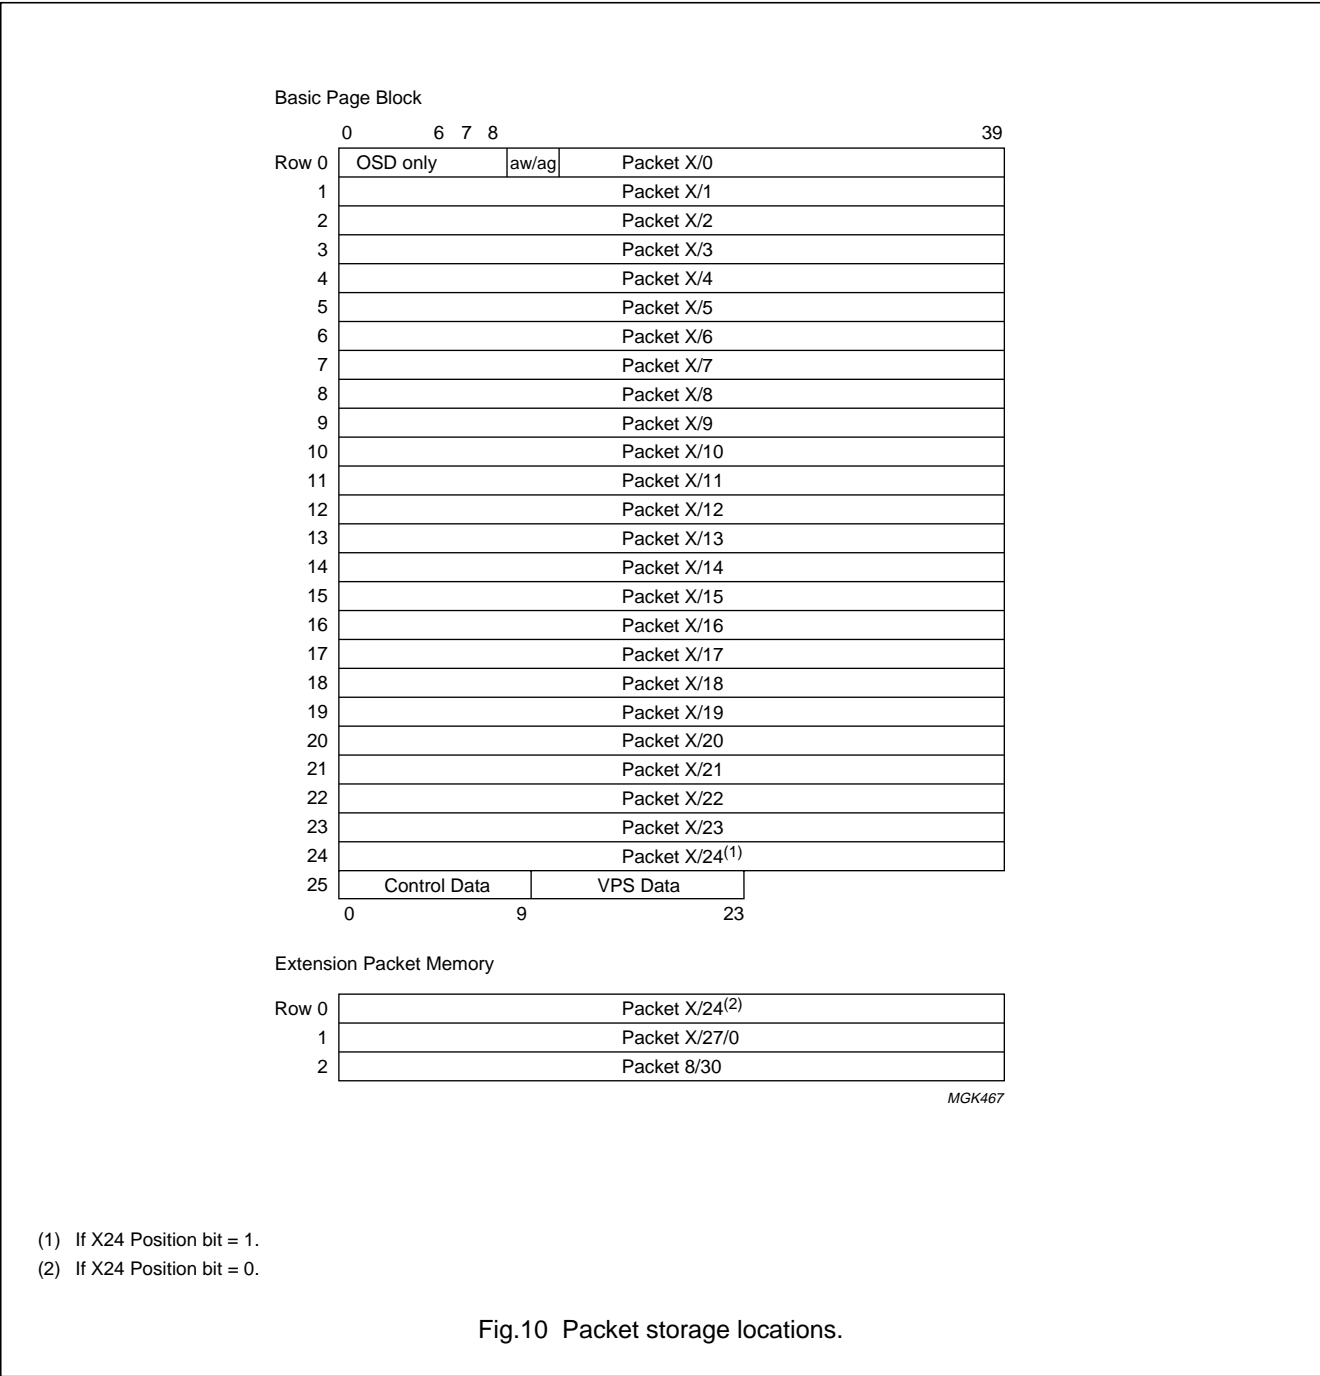 Basic Page Block
0 6 7 8 39
Row 0 OSD only aw/ag Packet X/0
1 Packet X/1
2 Packet X/2
3 Packet X/3
4 Packet X/4
5 Packet X/5
6 Packet X/6
7 Packet X/7
8 Packet X/8
9 Packet X/9
10 Packet X/10
11 Packet X/11
12 Packet X/12
13 Packet X/13
14 Packet X/14
15 Packet X/15
16 Packet X/16
17 Packet X/17
18 Packet X/18
19 Packet X/19
20 Packet X/20
21 Packet X/21
22 Packet X/22
23 Packet X/23
24 Packet X/24(1)
25 Control Data VPS Data
0 9 23
Extension Packet Memory
Row 0 Packet X/24(2)
1 Packet X/27/0
2 Packet 8/30
MGK467
(1) If X24 Position bit = 1.
(2) If X24 Position bit = 0.
Fig.10 Packet storage locations.